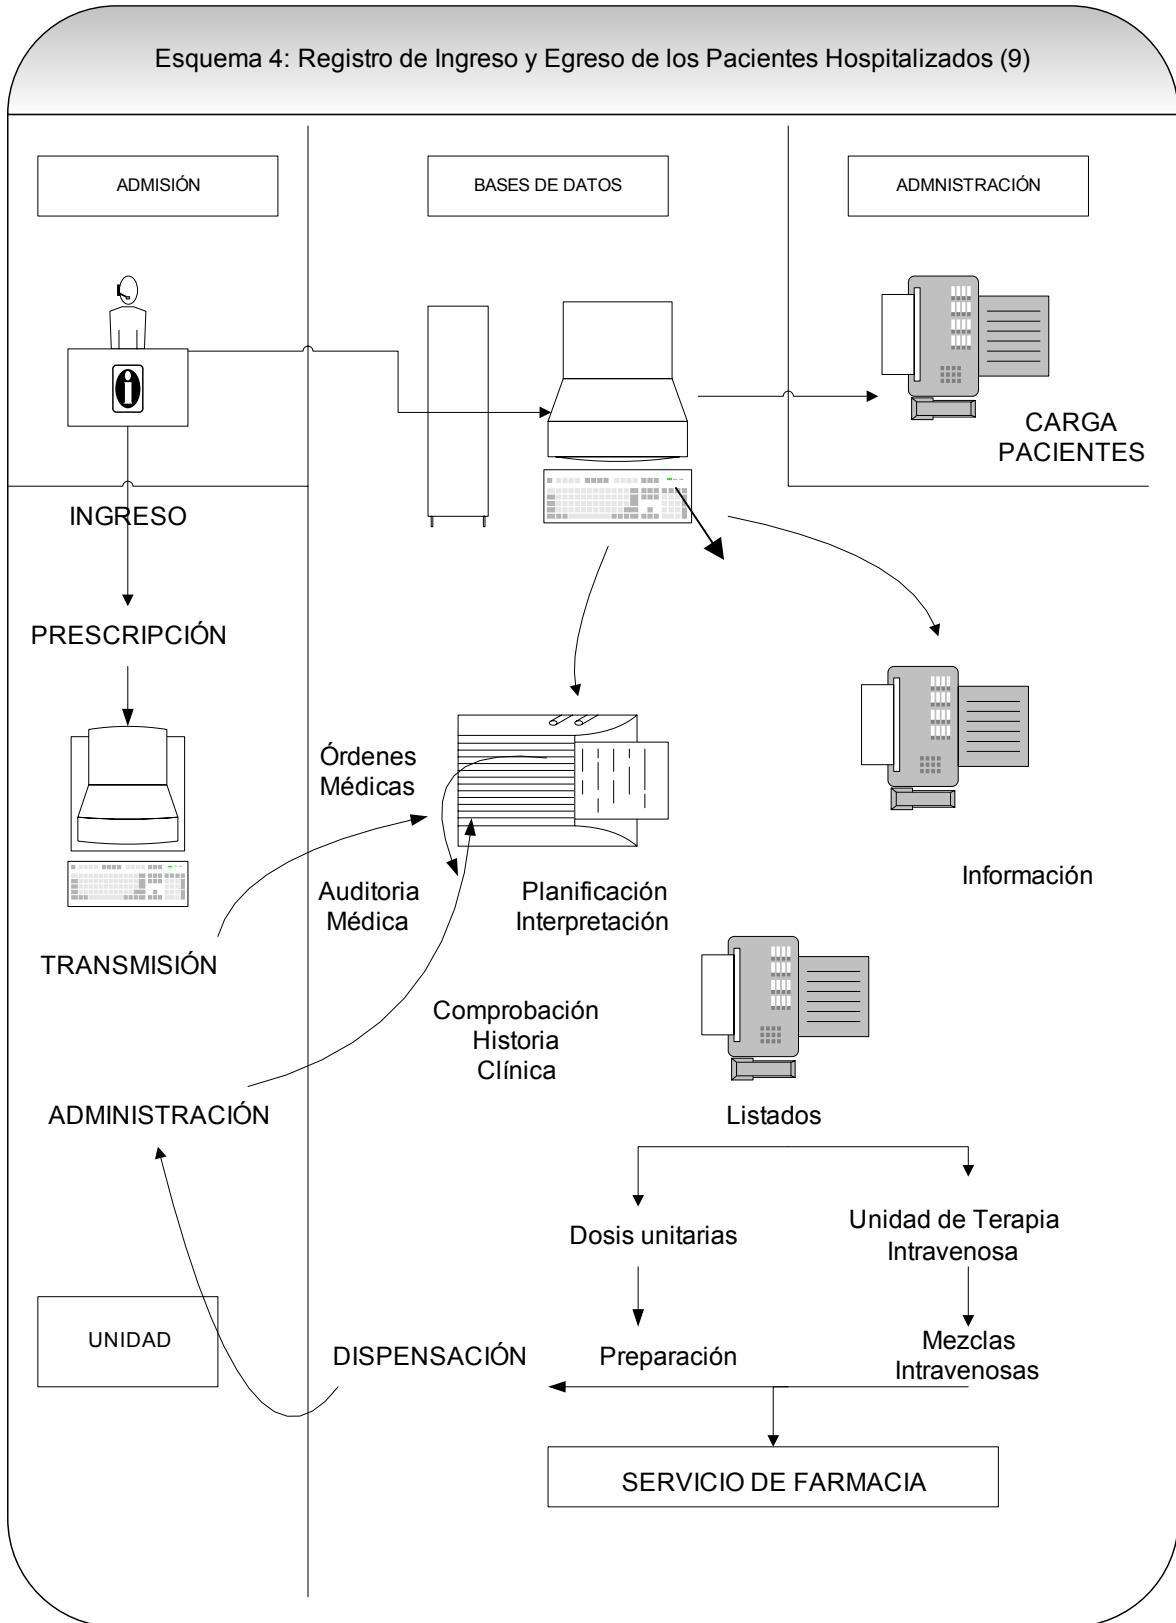 Esquema 4: Registro de Ingreso y Egreso de los Pacientes Hospitalizados (9)
ADMISIÓN
BASES DE DATOS
ADMNISTRACIÓN
CARGA
PACIENTES
INGRESO
PRESCRIPCIÓN
Órdenes
Médicas
Auditoria
Médica
Planificación
Interpretación
Información
TRANSMISIÓN
Comprobación
Historia
Clínica
ADMINISTRACIÓN
Listados
Dosis unitarias
Unidad de Terapia
Intravenosa
UNIDAD
DISPENSACIÓN
Preparación
Mezclas
Intravenosas
SERVICIO DE FARMACIA